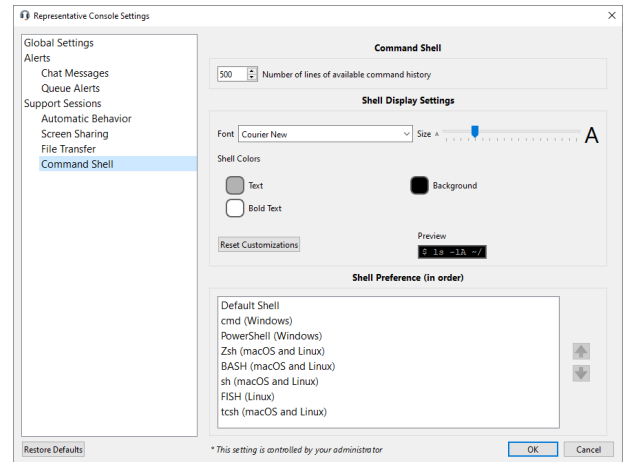 Representative Console Settings
Global Settings
Alerts
Chat Messages
Queue Alerts
Support Sessions
Automatic Behavior
Screen Sharing
File Transfer
Command Shell
Command Shell
500 Number of lines of available command history
Shell Display Settings
Font Courier New Size A A
Shell Colors
Text Background
Bold Text
Preview
Reset Customizations $ ls -lA ~/
Shell Preference (in order)
Default Shell
cmd (Windows)
PowerShell (Windows)
Zsh (macOS and Linux)
BASH (macOS and Linux)
sh (macOS and Linux)
FISH (Linux)
tcsh (macOS and Linux)
Restore Defaults * This setting is controlled by your administrator OK Cancel